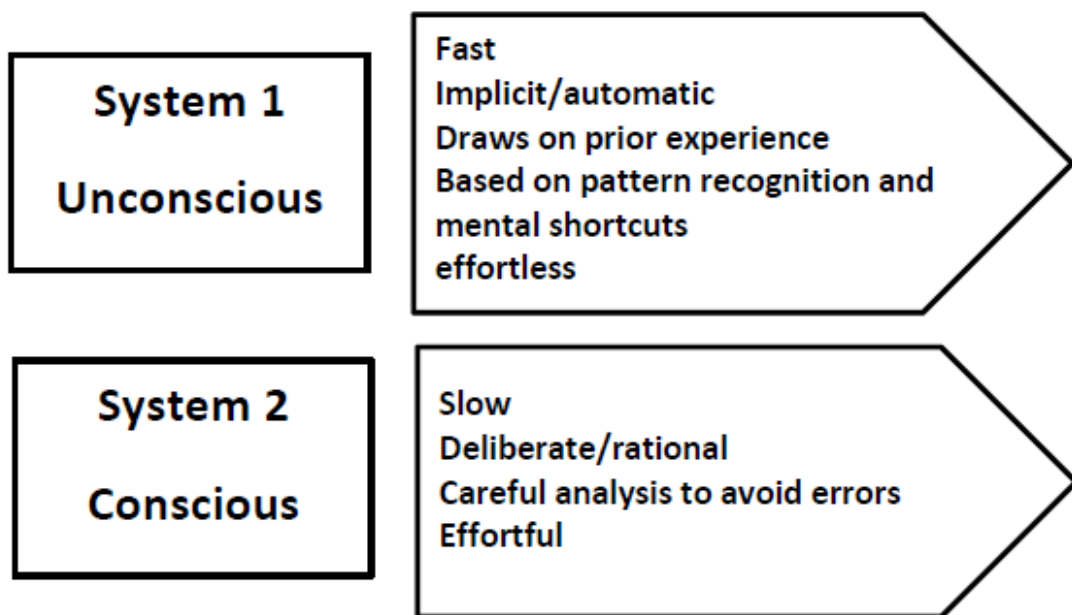 System 1
Unconscious
Fast
Implicit/automatic
Draws on prior experience
Based on pattern recognition and
mental shortcuts
effortless
System 2
Conscious
Slow
Deliberate/rational
Careful analysis to avoid errors
Effortful